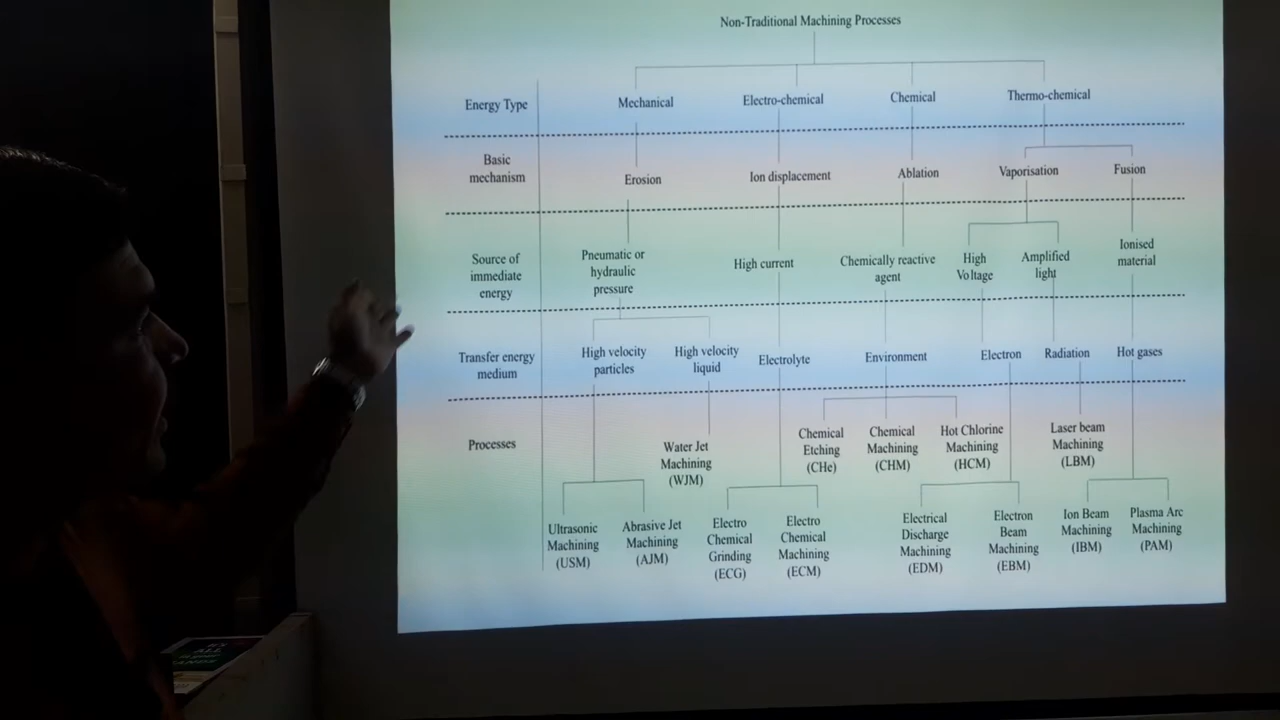 Non-Traditional Machining Processes
Energy Type
Mechanical
Electro-chemical
Chemical
Thermo-chemical
Basic
mechanism
Erosion
Ion displacement
Ablation
Vaporisation
Fusion
Source of
immediate
energy
Pneumatic or
hydraulic
pressure
High current
Chemically reactive
agent
High
Voltage
Amplified
light
Ionised
material
Transfer energy
medium
High velocity
particles
High velocity
liquid
Electrolyte
Environment
Electron
Radiation
Hot gases
Processes
Water Jet
Machining
(WJM)
Chemical
Etching
(CHe)
Chemical
Machining
(CHM)
Hot Chlorine
Machining
(HCM)
Laser beam
Machining
(LBM)
Ultrasonic
Machining
(USM)
Abrasive Jet
Machining
(AJM)
Electro
Chemical
Grinding
(ECG)
Electro
Chemical
Machining
(ECM)
Electrical
Discharge
Machining
(EDM)
Electron
Beam
Machining
(EBM)
Ion Beam
Machining
(IBM)
Plasma Arc
Machining
(PAM)
ALL